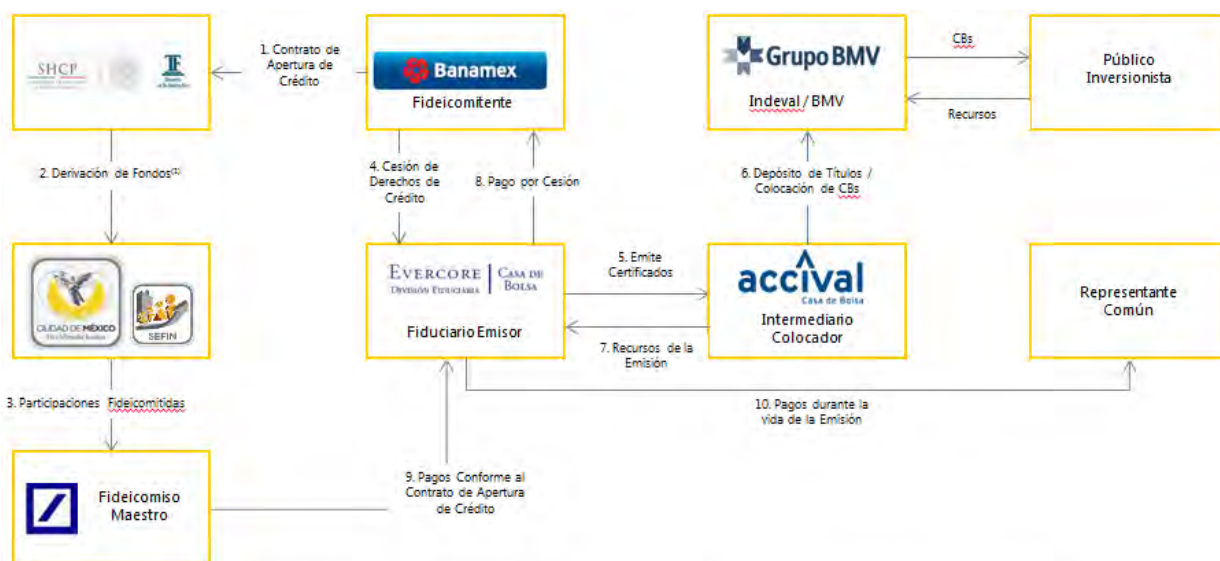 1. Contrato de
Apertura de
Crédito
SHCP
Banamex
Fideicomitente
Grupo BMV
Indeval / BMV
CBs
Recursos
Público
Inversionista
2. Derivación de Fondos(1)
4. Cesión de
Derechos de
Crédito
8. Pago por Cesión
6. Depósito de Títulos /
Colocación de CBs
CIUDAD DE MÉXICO
SEFIN
EVERCORE
DIVISIÓN FIDUCIARIA
CASA DE
BOLSA
Fiduciario Emisor
5. Emite
Certificados
7. Recursos de la
Emisión
accival
Casa de Bolsa
Intermediario
Colocador
Representante
Común
3. Participaciones Fideicomitidas
10. Pagos durante la
vida de la Emisión
9. Pagos Conforme al
Contrato de Apertura
de Crédito
Fideicomiso
Maestro